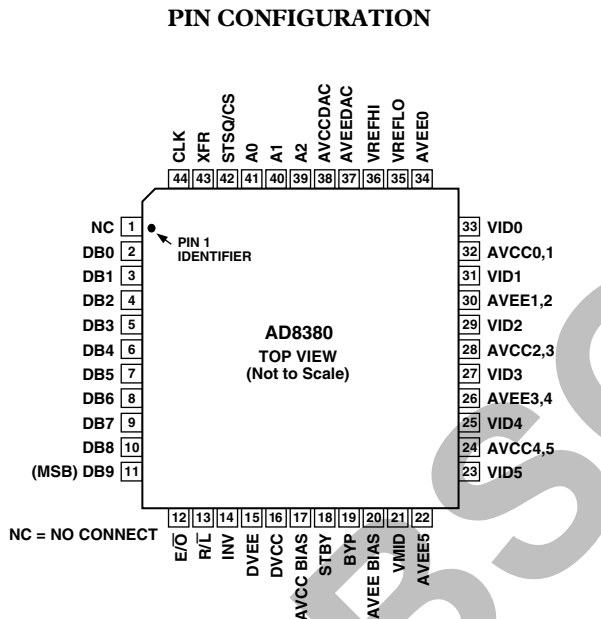 PIN CONFIGURATION
CLK
XFR
STSQ/CS
A0
A1
A2
AVCCDAC
AVEEDAC
VREFHI
VREFLO
AVEE0
44 43 42 41 40 39 38 37 36 35 34
NC 1
DB0 2
DB1 3
DB2 4
DB3 5
DB4 6
DB5 7
DB6 8
DB7 9
DB8 10
(MSB) DB9 11
PIN 1
IDENTIFIER
AD8380
TOP VIEW
(Not to Scale)
33 VID0
32 AVCC0,1
31 VID1
30 AVEE1,2
29 VID2
28 AVCC2,3
27 VID3
26 AVEE3,4
25 VID4
24 AVCC4,5
23 VID5
12 13 14 15 16 17 18 19 20 21 22
E/O̅
R/L̅
INV
DVEE
DVCC
AVCC BIAS
STBY
BYP
AVEE BIAS
VMID
AVEE5
NC = NO CONNECT